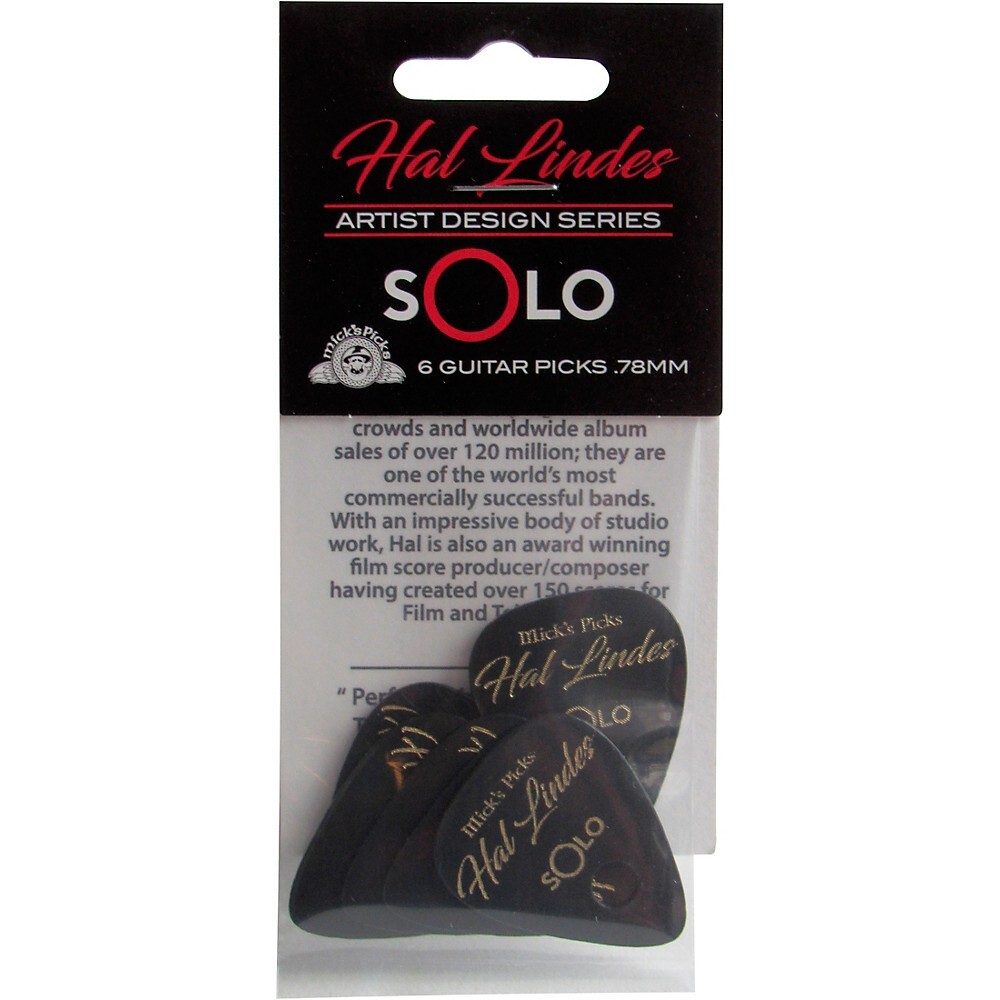 Hal Lindes
ARTIST DESIGN SERIES
SOLO
Mick's Picks
6 GUITAR PICKS .78MM
crowds and worldwide album
sales of over 120 million; they are
one of the world's most
commercially successful bands.
With an impressive body of studio
work, Hal is also an award winning
film score producer/composer
having created over 150 scores for
Film and
"
Mick's Picks
Hal Lindes
SOLO
Mick's Picks
Hal Lindes
SOLO